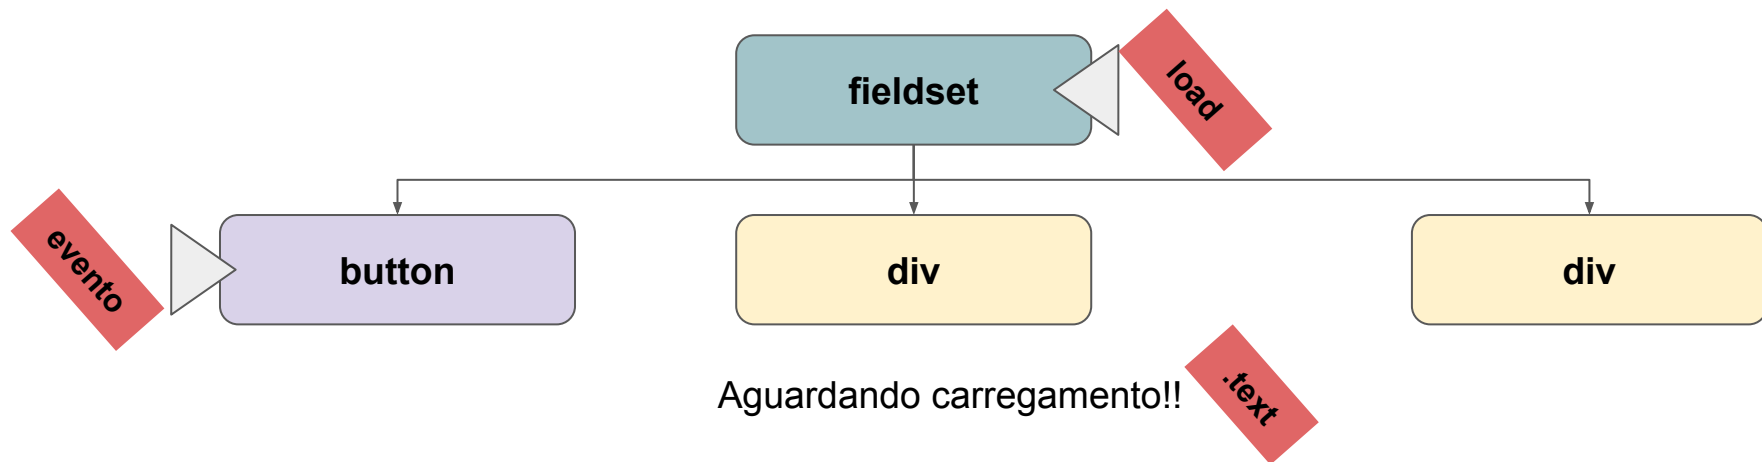 fieldset
load
evento
button
div
div
Aguardando carregamento!!
.text